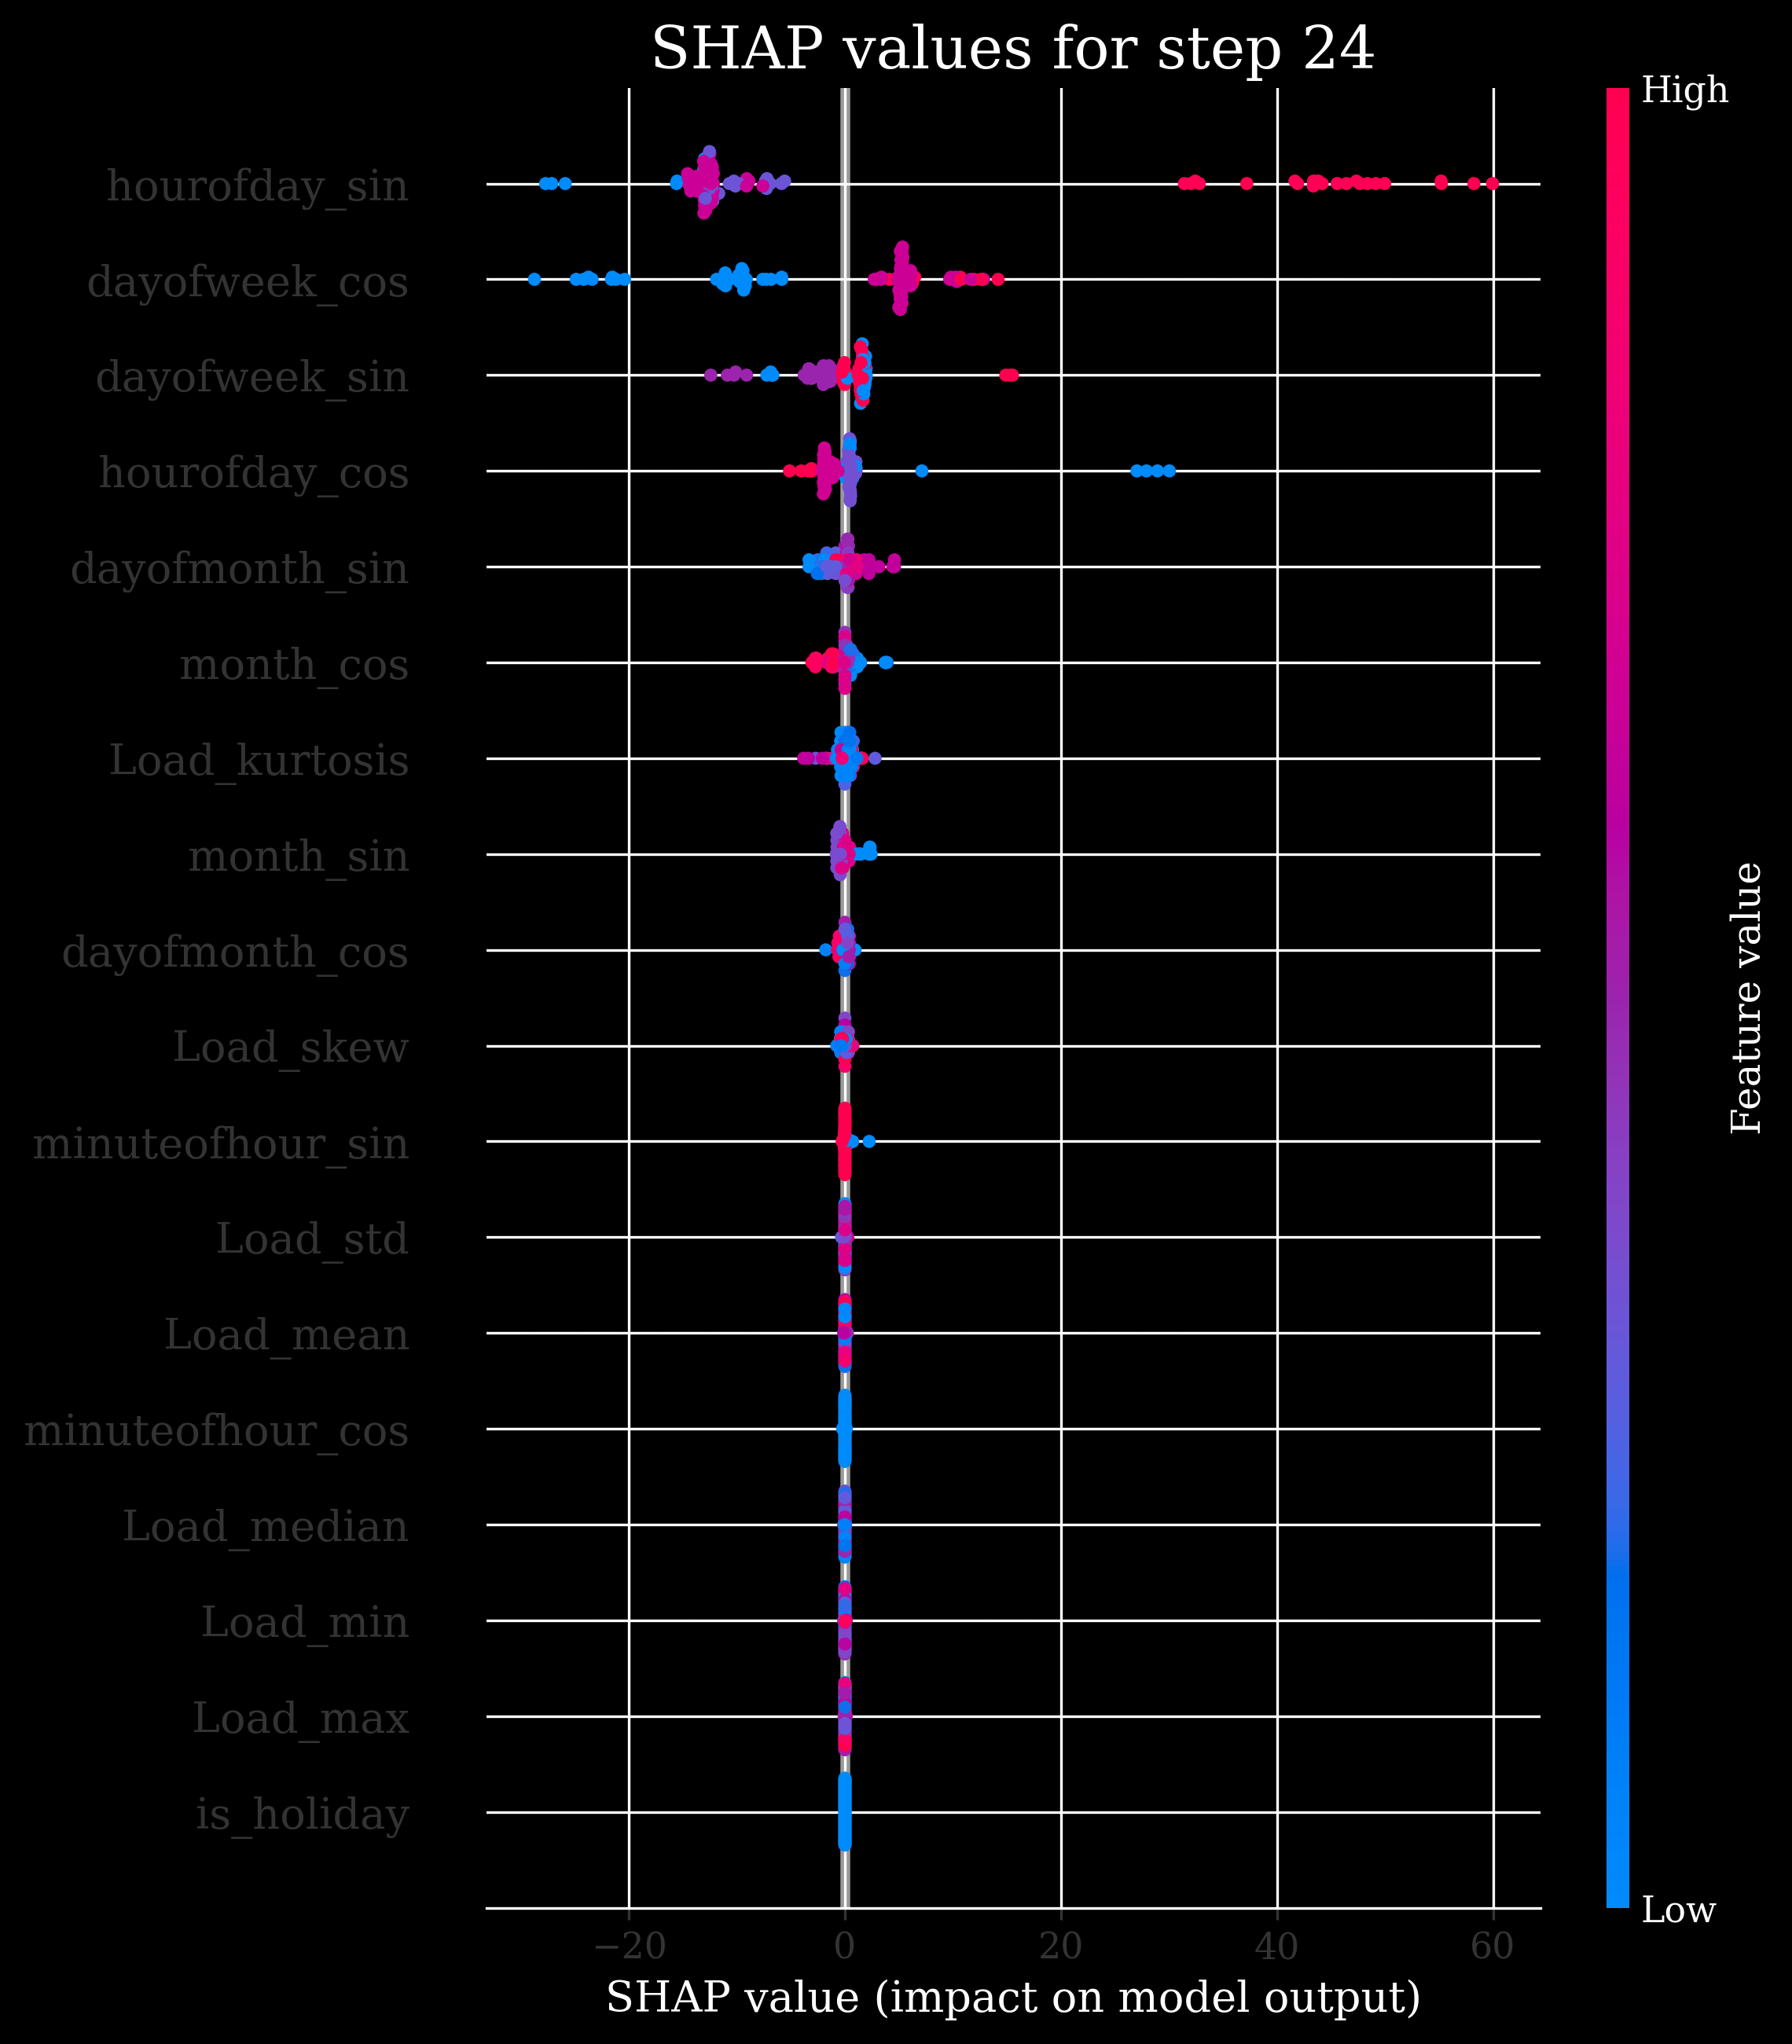 SHAP values for step 24
High
hourofday_sin
dayofweek_cos
dayofweek_sin
hourofday_cos
dayofmonth_sin
month_cos
Load_kurtosis
month_sin
dayofmonth_cos
Load_skew
minuteofhour_sin
Load_std
Load_mean
minuteofhour_cos
Load_median
Load_min
Load_max
is_holiday
Feature value
Low
−20 0 20 40 60
SHAP value (impact on model output)